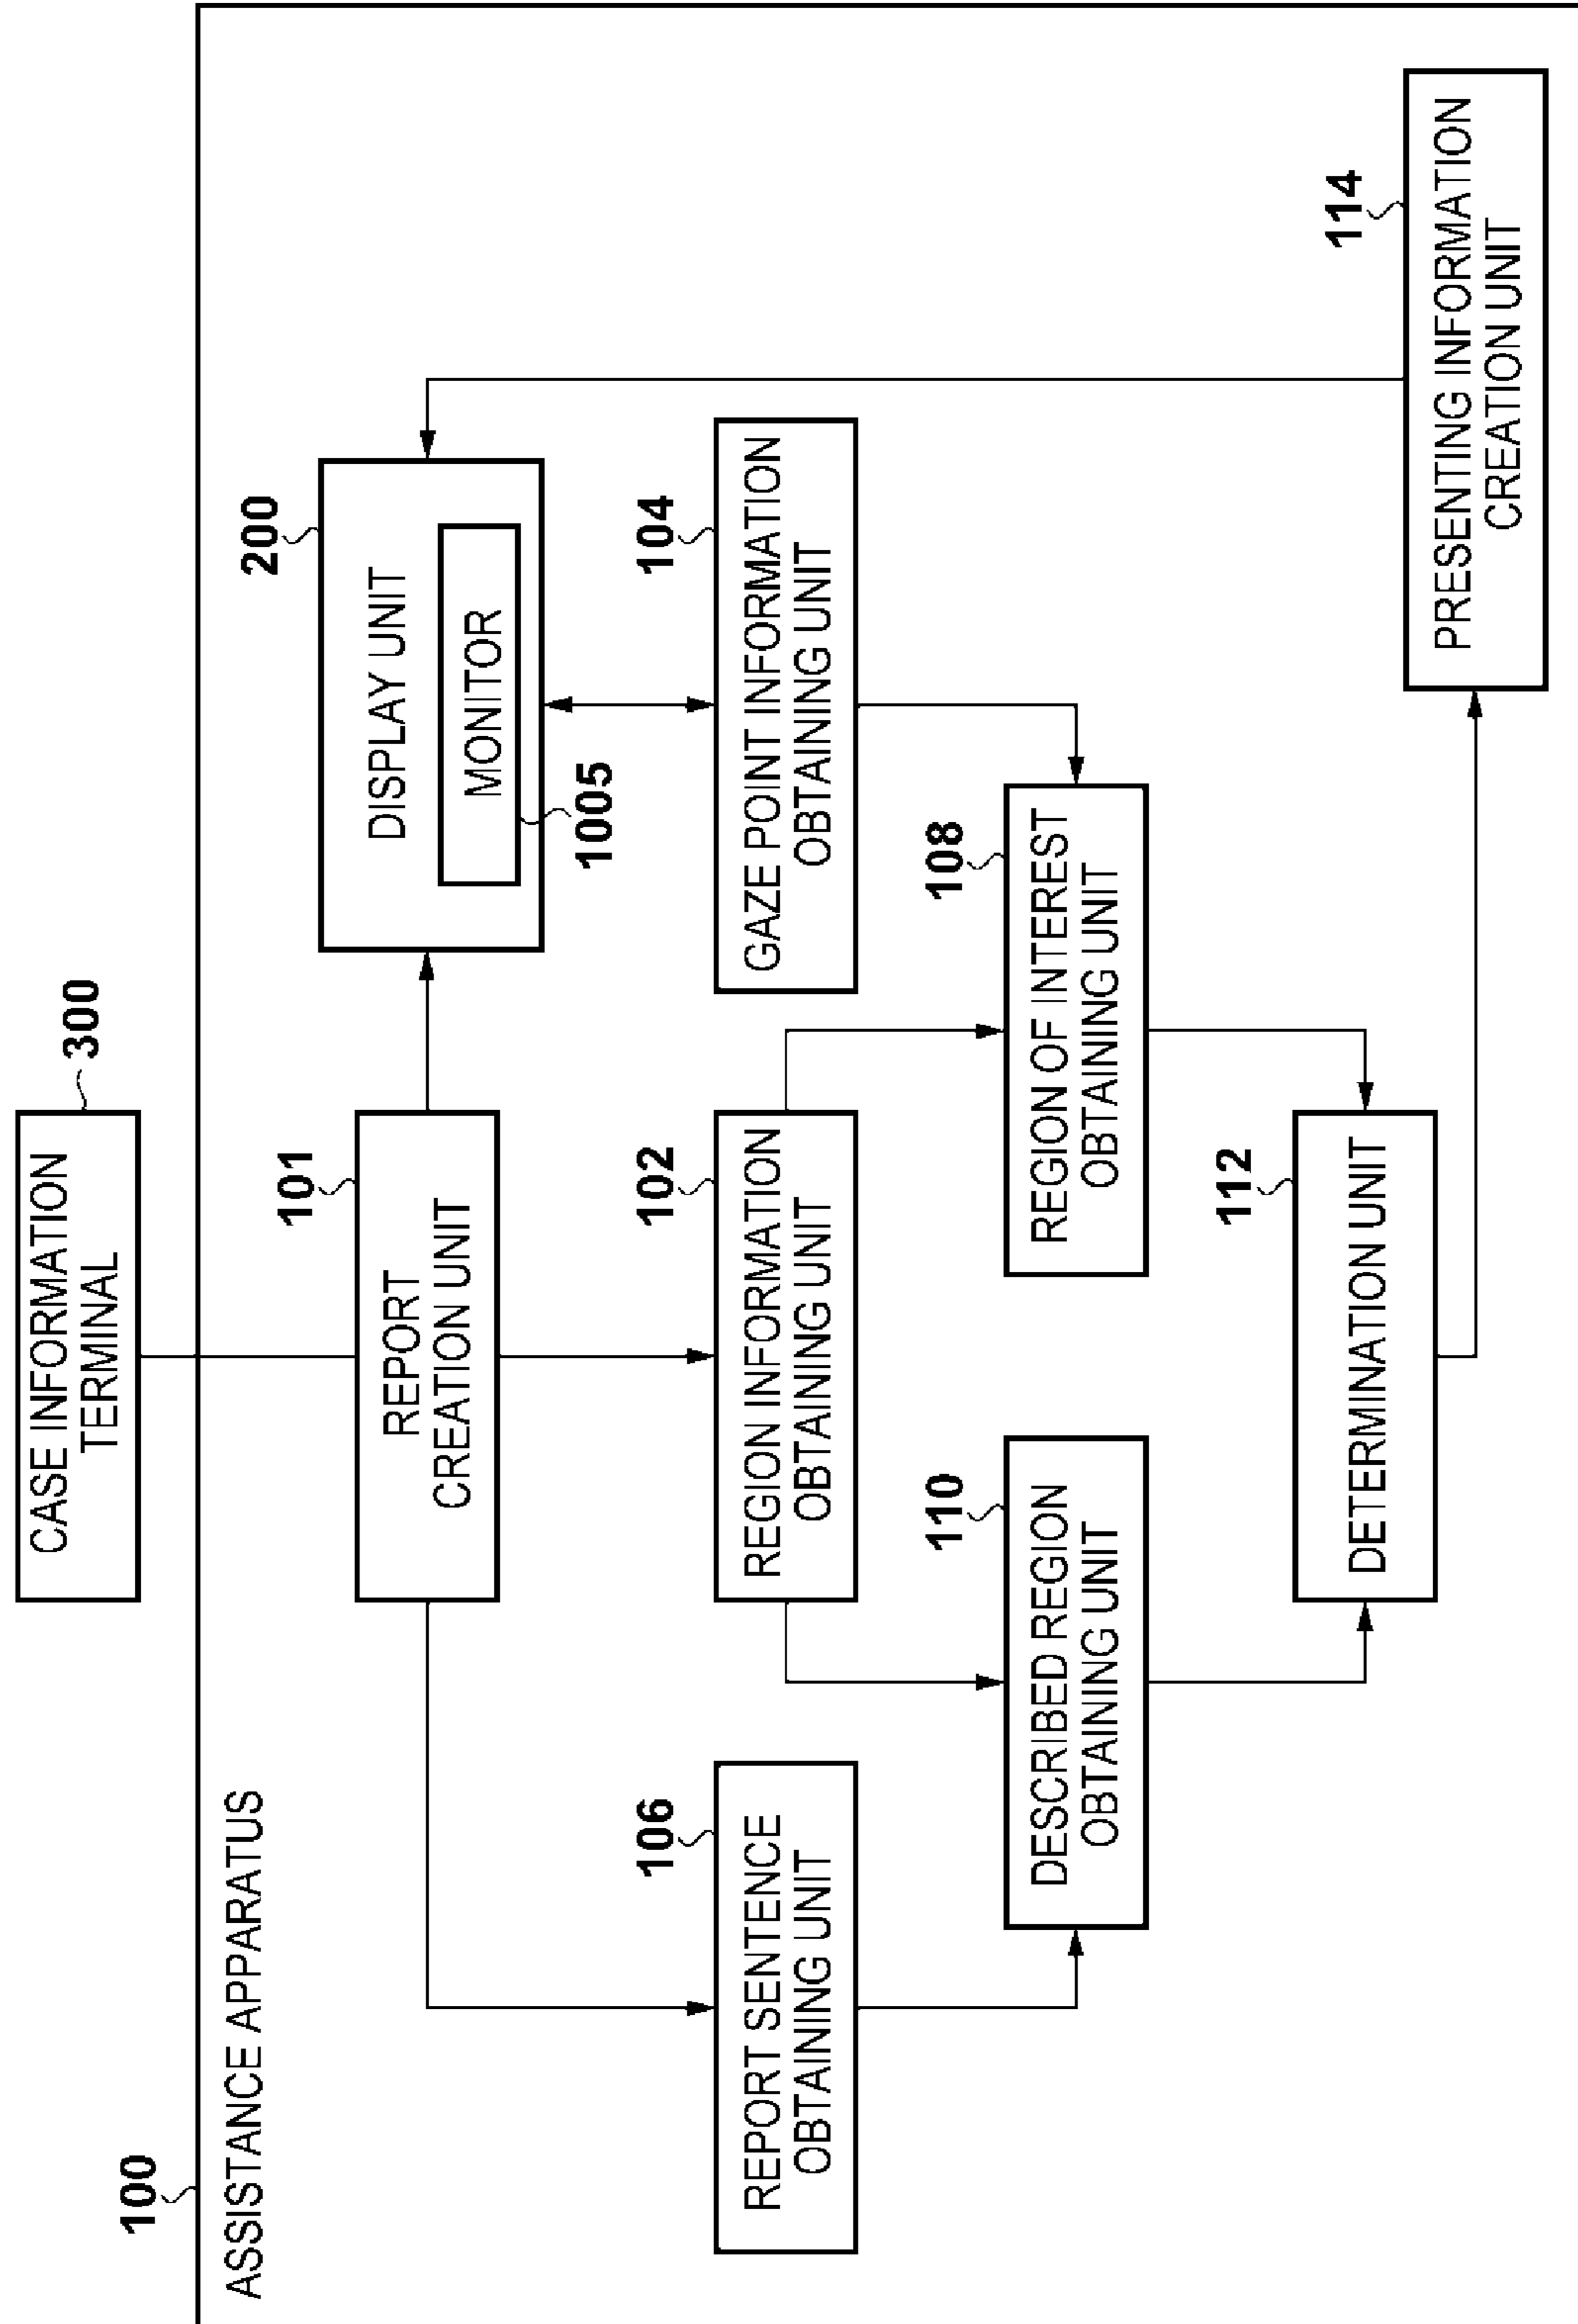 300
CASE INFORMATION
TERMINAL
100
ASSISTANCE APPARATUS
101
REPORT
CREATION UNIT
200
DISPLAY UNIT
MONITOR
1005
106
REPORT SENTENCE
OBTAINING UNIT
102
REGION INFORMATION
OBTAINING UNIT
104
GAZE POINT INFORMATION
OBTAINING UNIT
110
DESCRIBED REGION
OBTAINING UNIT
108
REGION OF INTEREST
OBTAINING UNIT
112
DETERMINATION UNIT
114
PRESENTING INFORMATION
CREATION UNIT